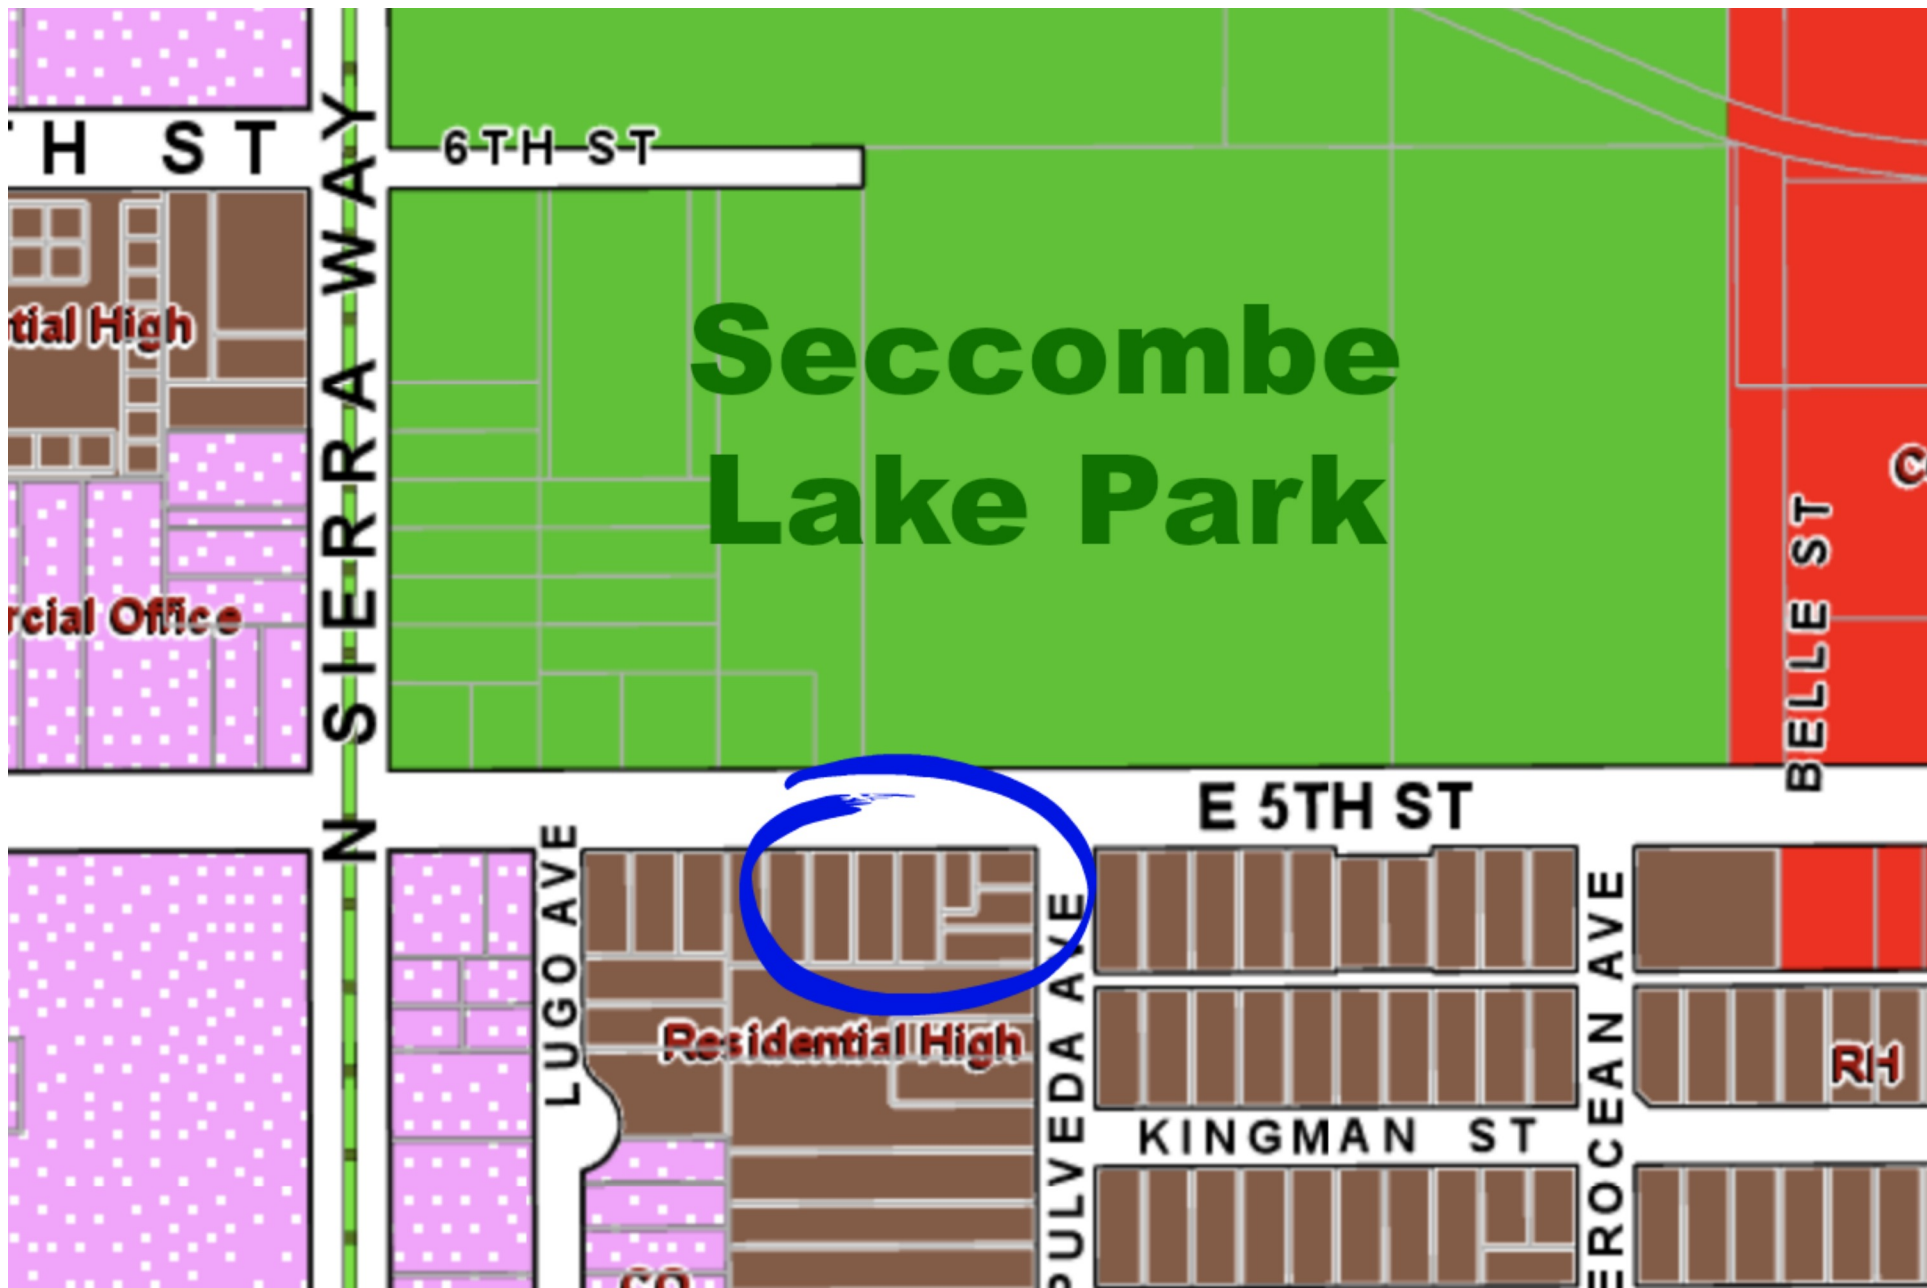 TH ST
6TH ST
N SIERRA WAY
tial High
Seccombe
Lake Park
rcial Office
BELLE ST
E 5TH ST
LUGO AVE
PULVEDA AVE
EROCEAN AVE
Residential High
RH
KINGMAN ST
CO